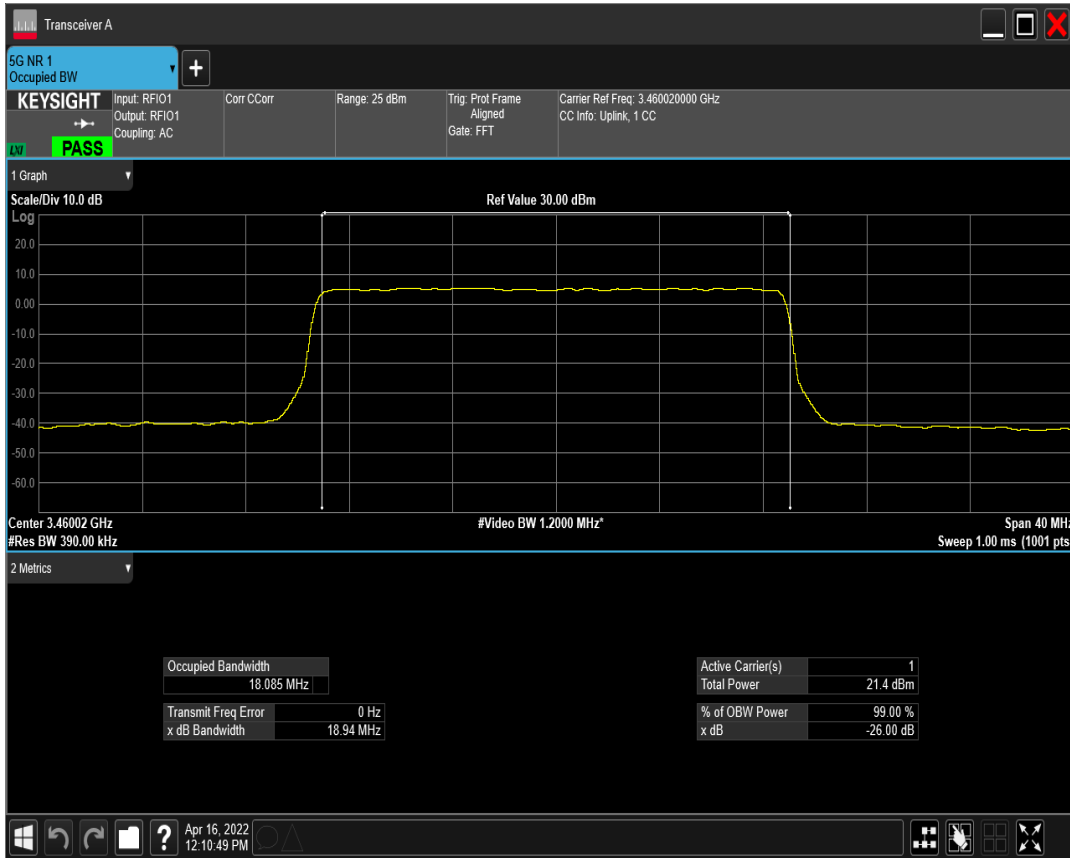 Transceiver A
5G NR 1
Occupied BW
KEYSIGHT
LXI
PASS
Input: RFIO1
Output: RFIO1
Coupling: AC
Corr CCorr
Range: 25 dBm
Trig: Prot Frame
Aligned
Gate: FFT
Carrier Ref Freq: 3.460020000 GHz
CC Info: Uplink, 1 CC
1 Graph
Scale/Div 10.0 dB
Ref Value 30.00 dBm
Log
20.0
10.0
0.00
-10.0
-20.0
-30.0
-40.0
-50.0
-60.0
Center 3.46002 GHz
#Video BW 1.2000 MHz*
Span 40 MHz
#Res BW 390.00 kHz
Sweep 1.00 ms (1001 pts
2 Metrics
Occupied Bandwidth
18.085 MHz
Transmit Freq Error 0 Hz
x dB Bandwidth 18.94 MHz
Active Carrier(s) 1
Total Power 21.4 dBm
% of OBW Power 99.00 %
x dB -26.00 dB
Apr 16, 2022
12:10:49 PM